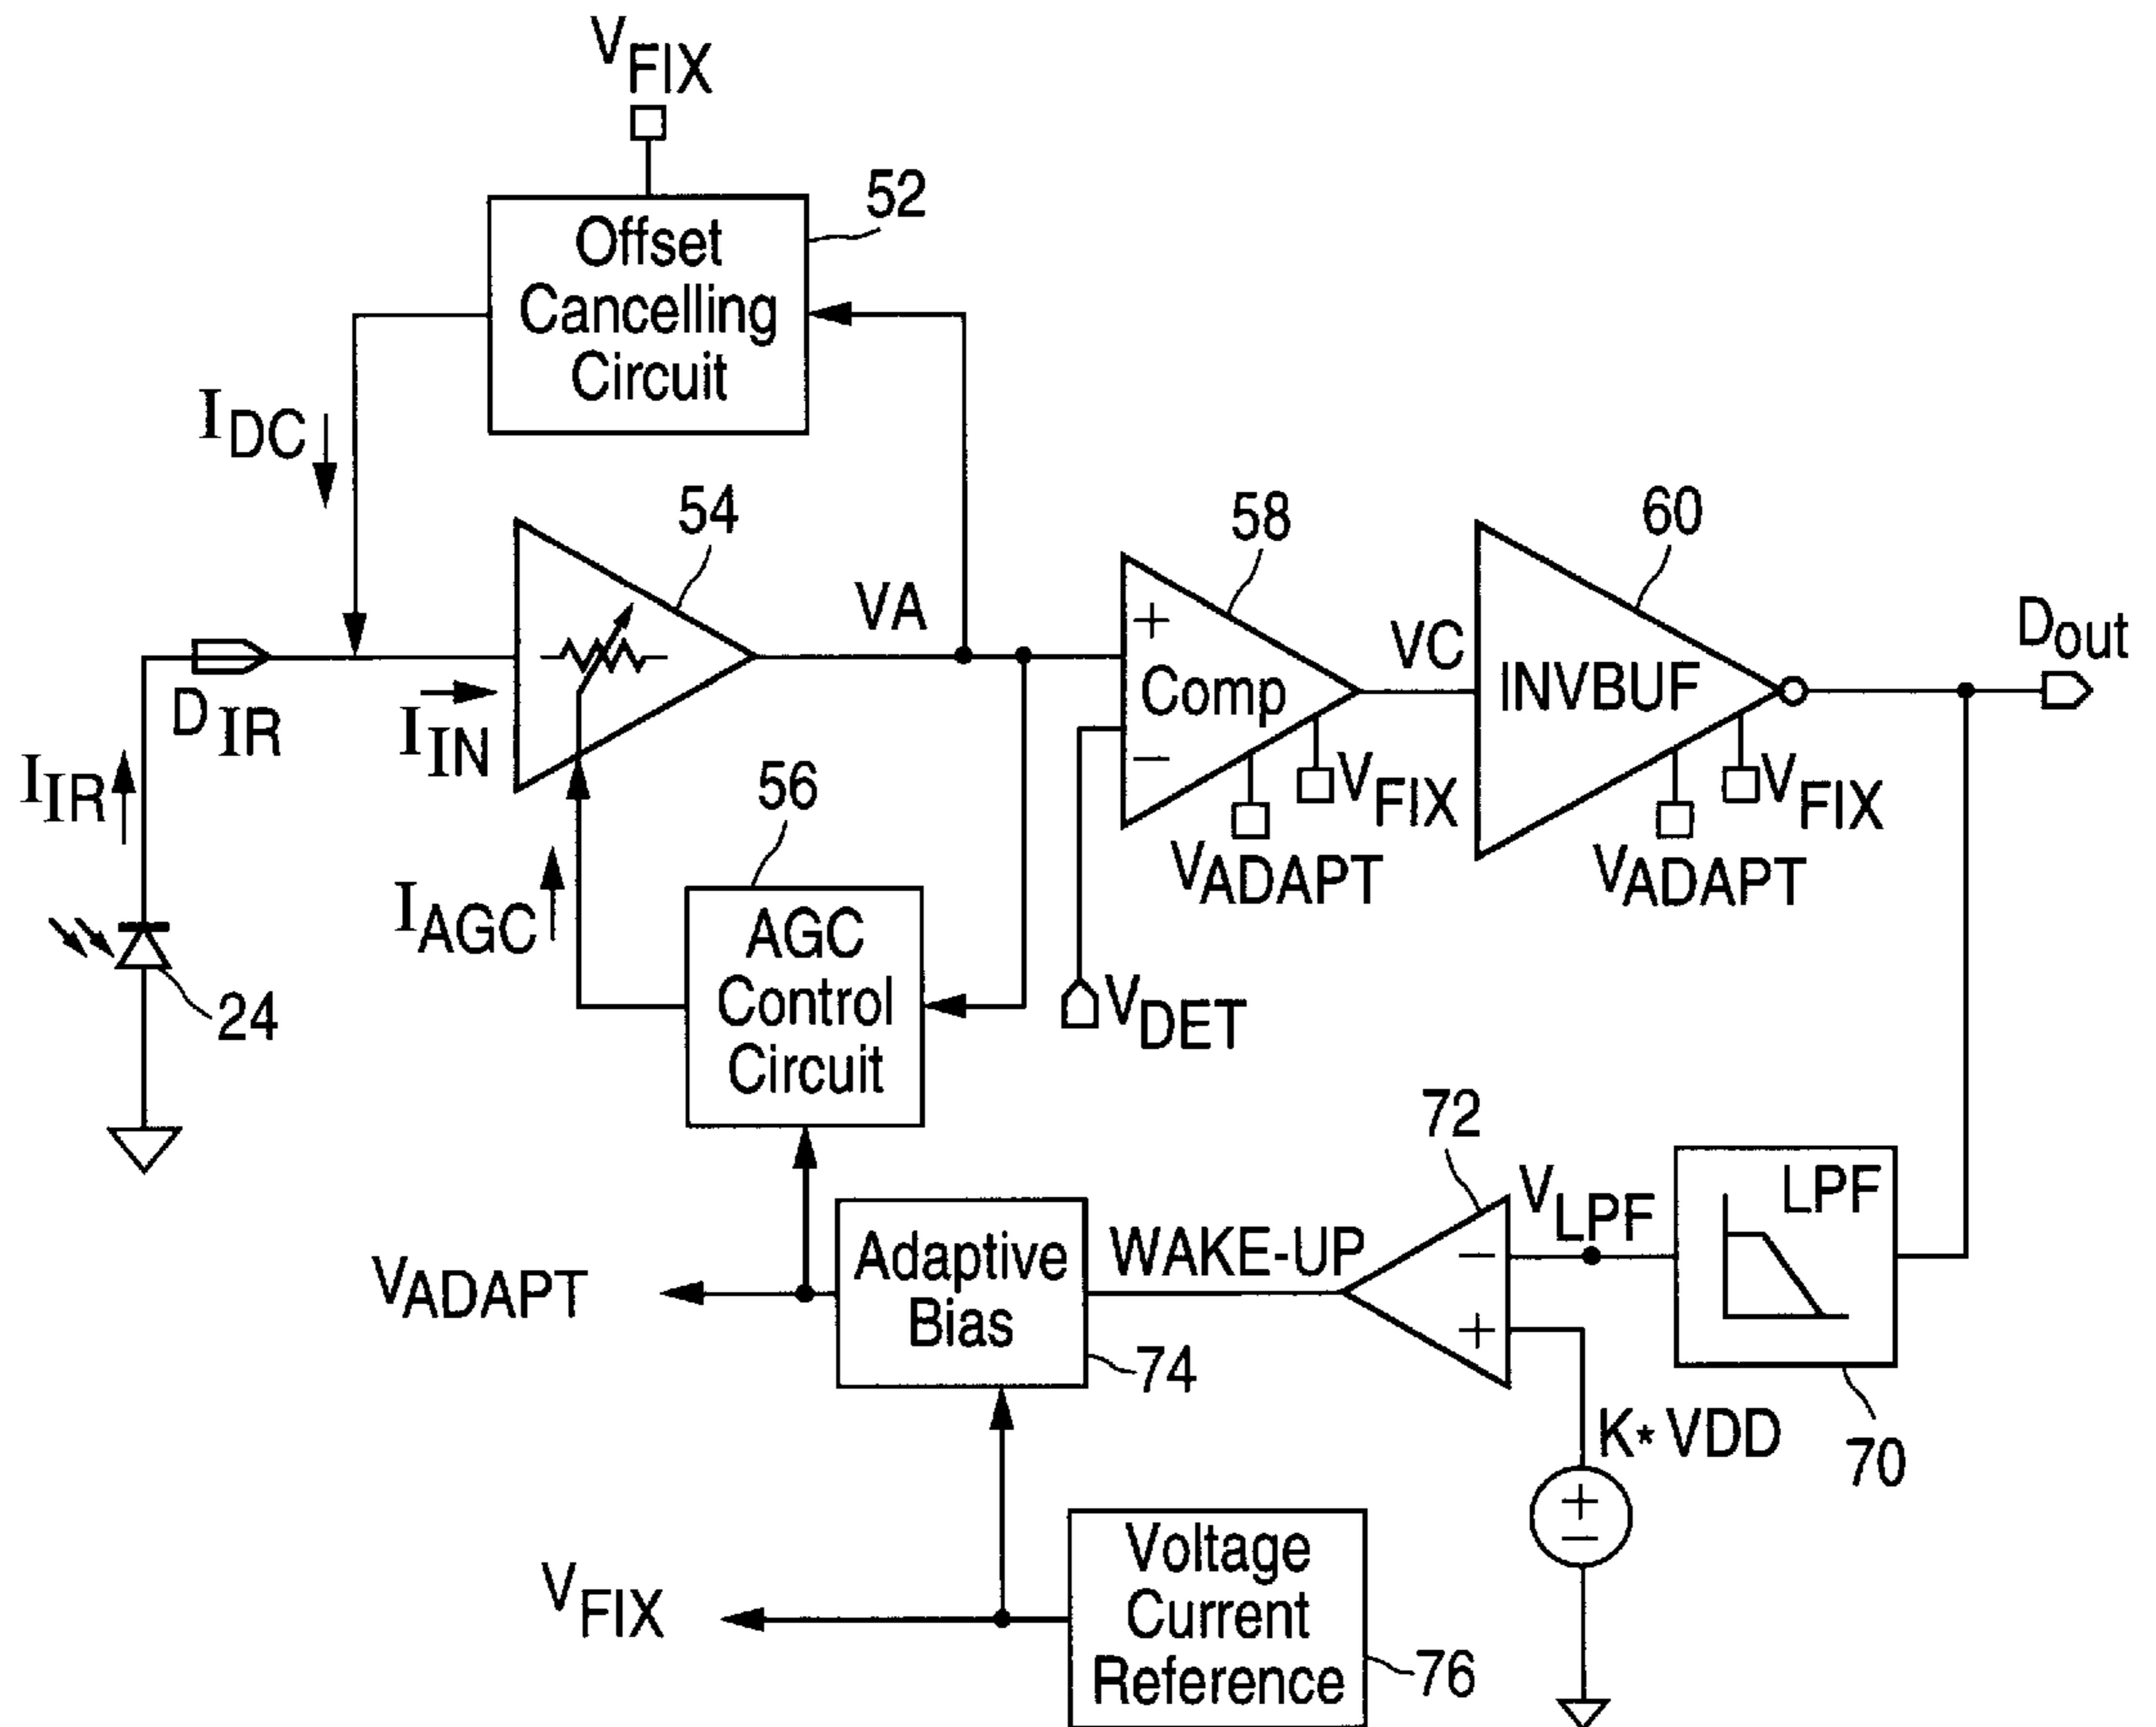 VFIX
52
Offset
Cancelling
Circuit
IDC
54
58
60
VA
VC
Dout
+
Comp
−
INVBUF
DIR
IIN
IIR
VFIX
VFIX
VADAPT
VADAPT
56
IAGC
AGC
Control
Circuit
VDET
24
72
VLPF
LPF
WAKE-UP
−
+
Adaptive
Bias
VADAPT
74
K* VDD
70
+
−
VFIX
Voltage
Current
Reference
76